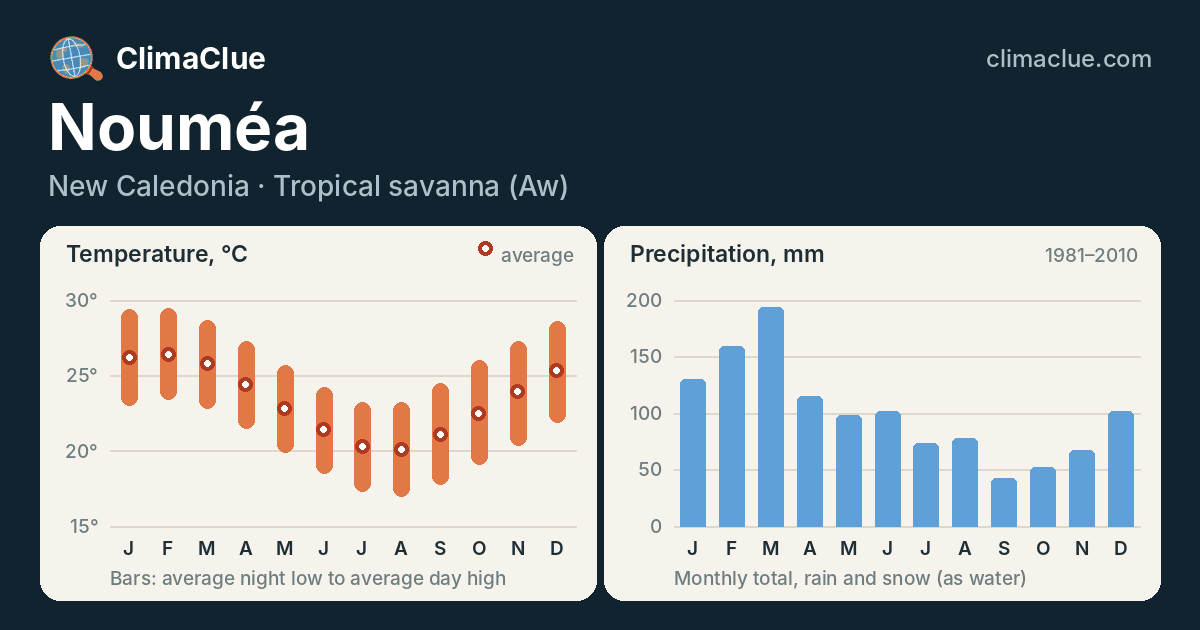 ClimaClue
climaclue.com
Nouméa
New Caledonia · Tropical savanna (Aw)
Temperature, °C
average
30°
25°
20°
15°
J F M A M J J A S O N D
Bars: average night low to average day high
Precipitation, mm
1981–2010
200
150
100
50
0
J F M A M J J A S O N D
Monthly total, rain and snow (as water)